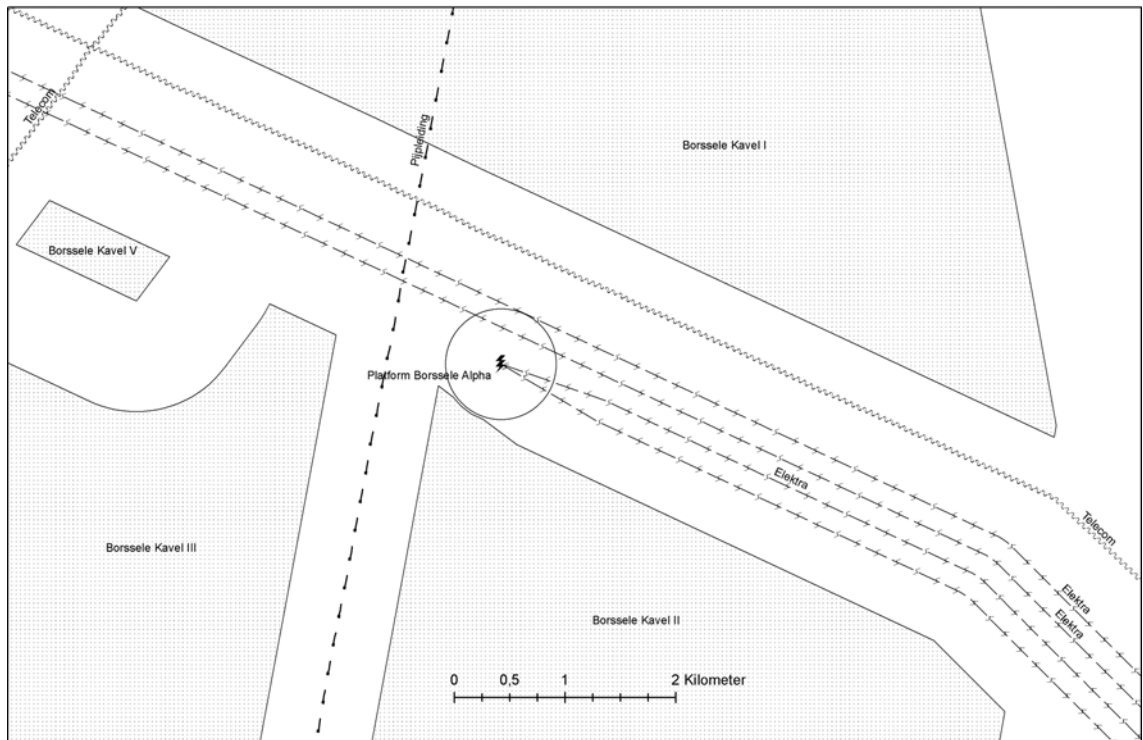 Telecom
Pijpleiding
Borssele Kavel I
Borssele Kavel V
Platform Borssele Alpha
Elektra
Telecom
Borssele Kavel III
Elektra
Elektra
Borssele Kavel II
0 0,5 1 2 Kilometer